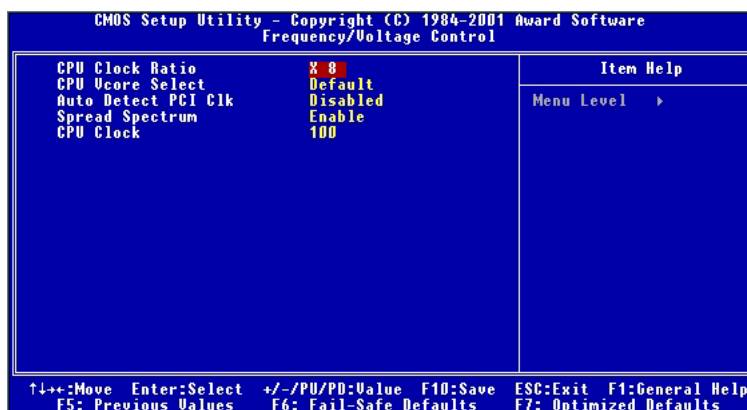 CMOS Setup Utility - Copyright (C) 1984-2001 Award Software
Frequency/Voltage Control
CPU Clock Ratio X 8
CPU Vcore Select Default
Auto Detect PCI Clk Disabled
Spread Spectrum Enable
CPU Clock 100
Item Help
Menu Level ▸
↑↓→←:Move Enter:Select +/-/PU/PD:Value F10:Save ESC:Exit F1:General Help
F5: Previous Values F6: Fail-Safe Defaults F7: Optimized Defaults